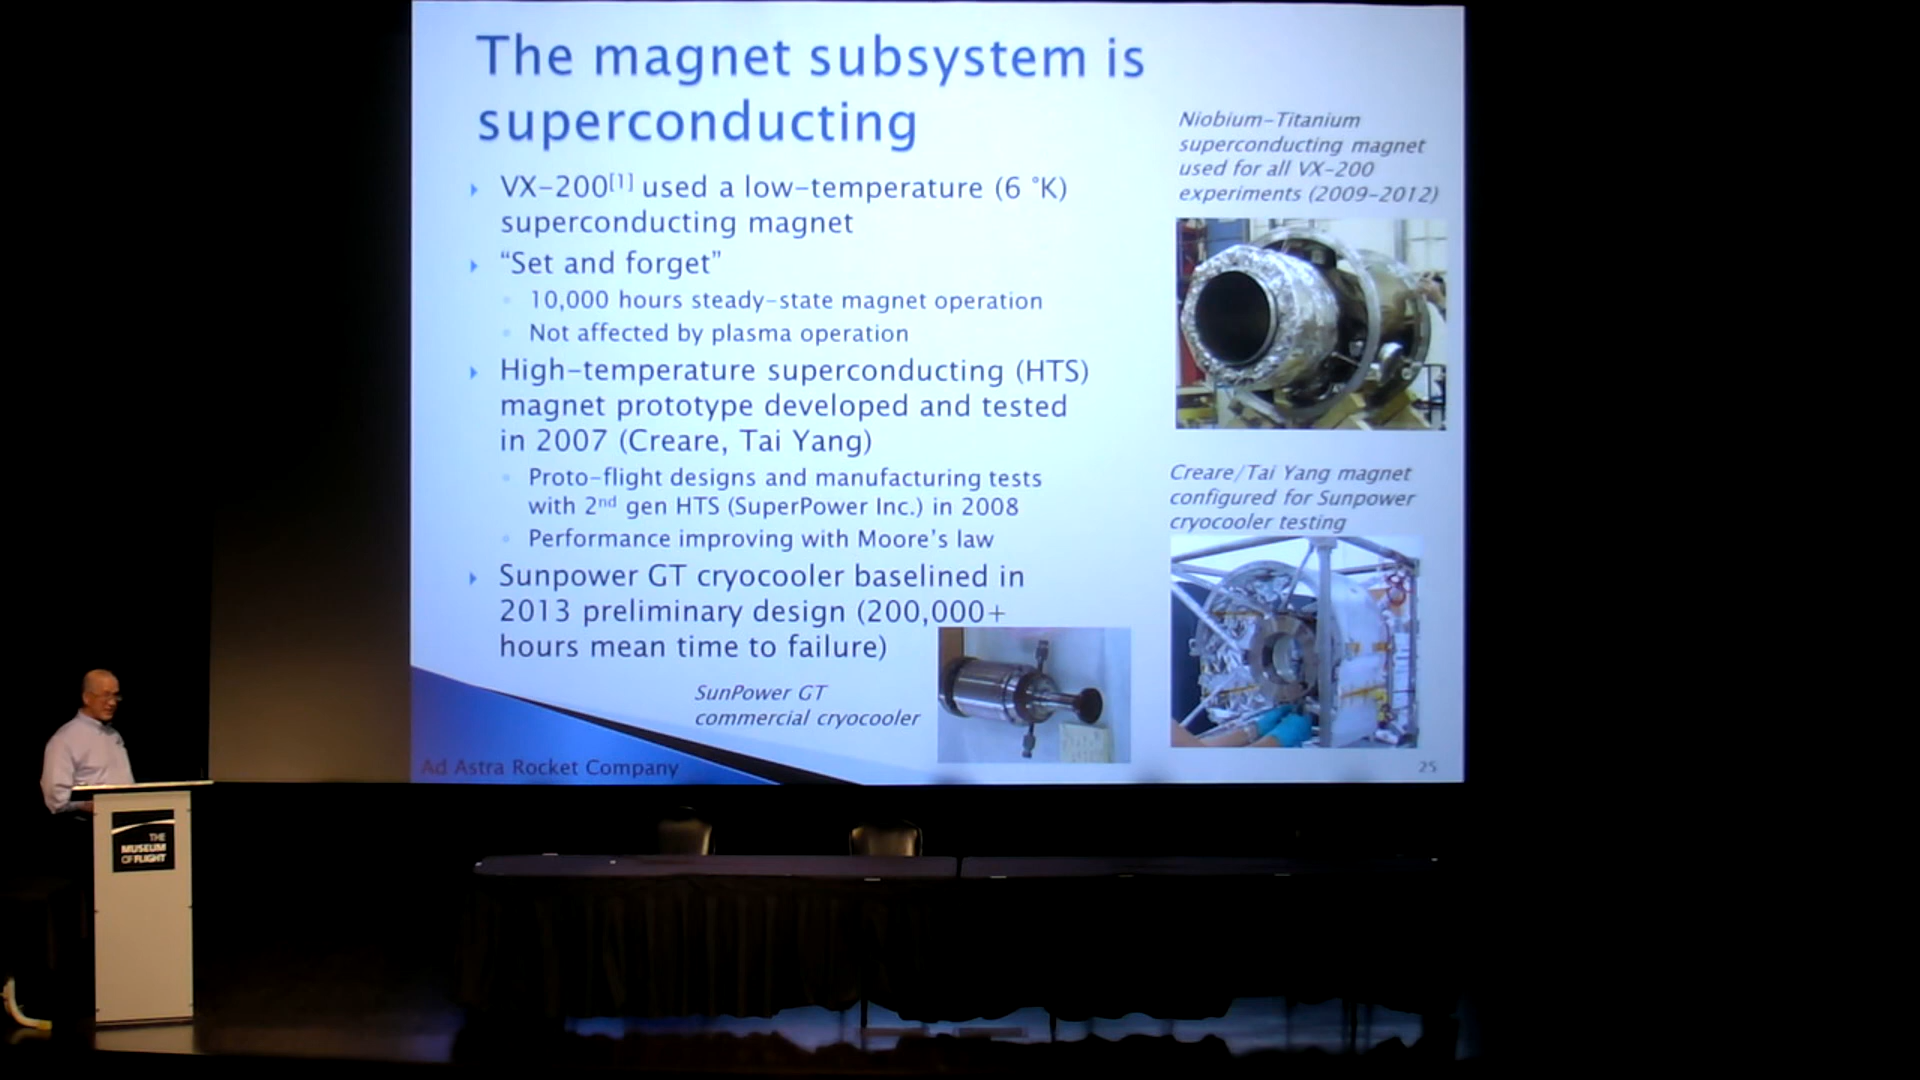 The magnet subsystem is
superconducting
VX-200[1] used a low-temperature (6 °K)
superconducting magnet
“Set and forget”
10,000 hours steady-state magnet operation
Not affected by plasma operation
High-temperature superconducting (HTS)
magnet prototype developed and tested
in 2007 (Creare, Tai Yang)
Proto-flight designs and manufacturing tests
with 2nd gen HTS (SuperPower Inc.) in 2008
Performance improving with Moore’s law
Sunpower GT cryocooler baselined in
2013 preliminary design (200,000+
hours mean time to failure)
SunPower GT
commercial cryocooler
Niobium-Titanium
superconducting magnet
used for all VX-200
experiments (2009-2012)
Creare/Tai Yang magnet
configured for Sunpower
cryocooler testing
Ad Astra Rocket Company
25
THE
MUSEUM
OF FLIGHT